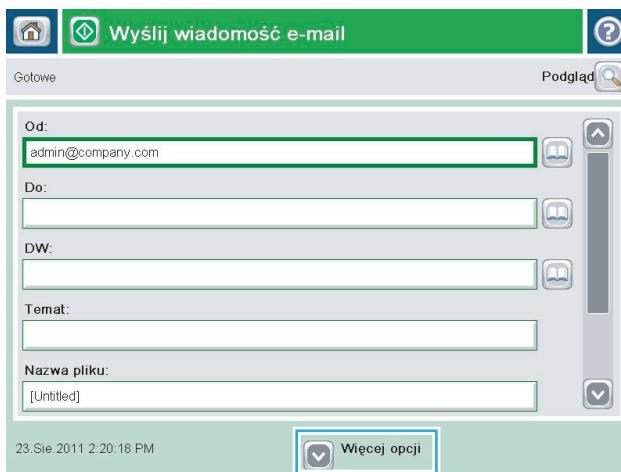 Wyślij wiadomość e-mail
?
Gotowe
Podgląd
Od:
admin@company.com
Do:
DW:
Temat:
Nazwa pliku:
[Untitled]
23.Sie.2011 2:20:18 PM
Więcej opcji